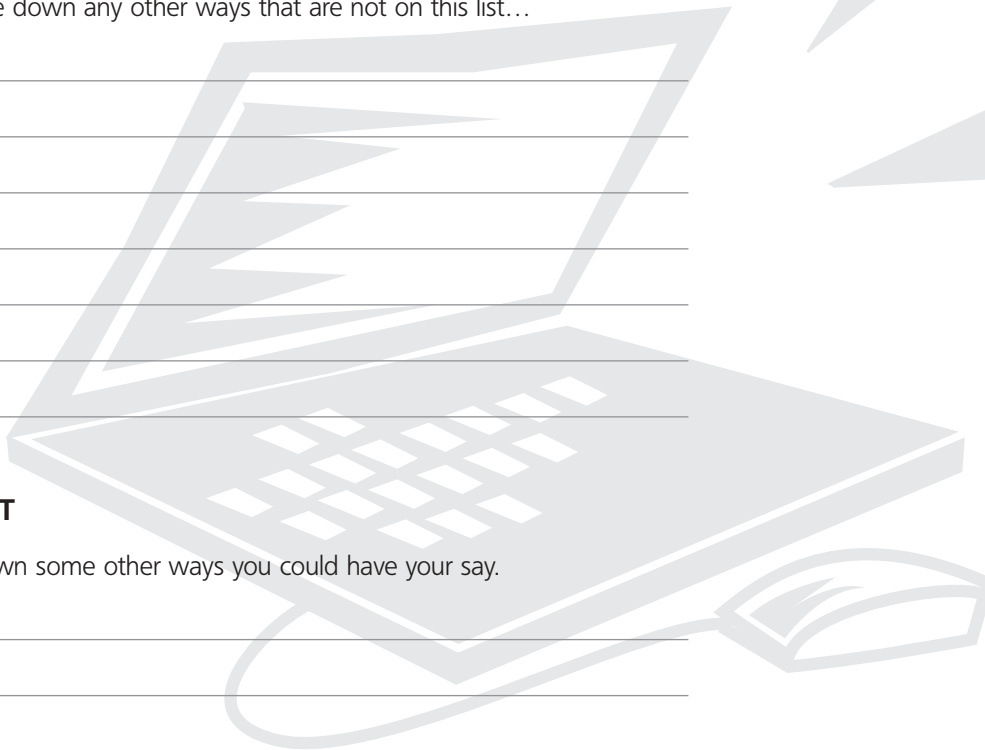 e down any other ways that are not on this list…
T
wn some other ways you could have your say.